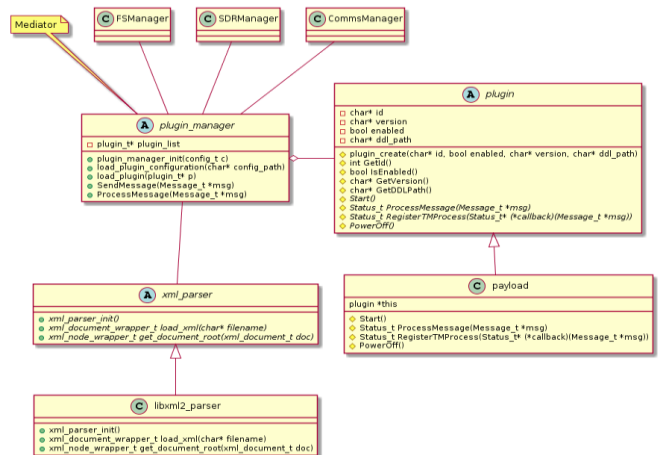 Mediator
C FSManager
C SDRManager
C CommsManager
A plugin_manager
plugin_t* plugin_list
plugin_manager_init(config_t c)
load_plugin_configuration(char* config_path)
load_plugin(plugin_t* p)
SendMessage(Message_t *msg)
ProcessMessage(Message_t *msg)
A plugin
char* id
char* version
bool enabled
char* ddl_path
plugin_create(char* id, bool enabled, char* version, char* ddl_path)
int GetId()
bool IsEnabled()
char* GetVersion()
char* GetDDLPath()
Start()
Status_t ProcessMessage(Message_t *msg)
Status_t RegisterTMProcess(Status_t* (*callback)(Message_t *msg))
PowerOff()
C payload
plugin *this
Start()
Status_t ProcessMessage(Message_t *msg)
Status_t RegisterTMProcess(Status_t* (*callback)(Message_t *msg))
PowerOff()
A xml_parser
xml_parser_init()
xml_document_wrapper_t load_xml(char* filename)
xml_node_wrapper_t get_document_root(xml_document_t doc)
C libxml2_parser
xml_parser_init()
xml_document_wrapper_t load_xml(char* filename)
xml_node_wrapper_t get_document_root(xml_document_t doc)